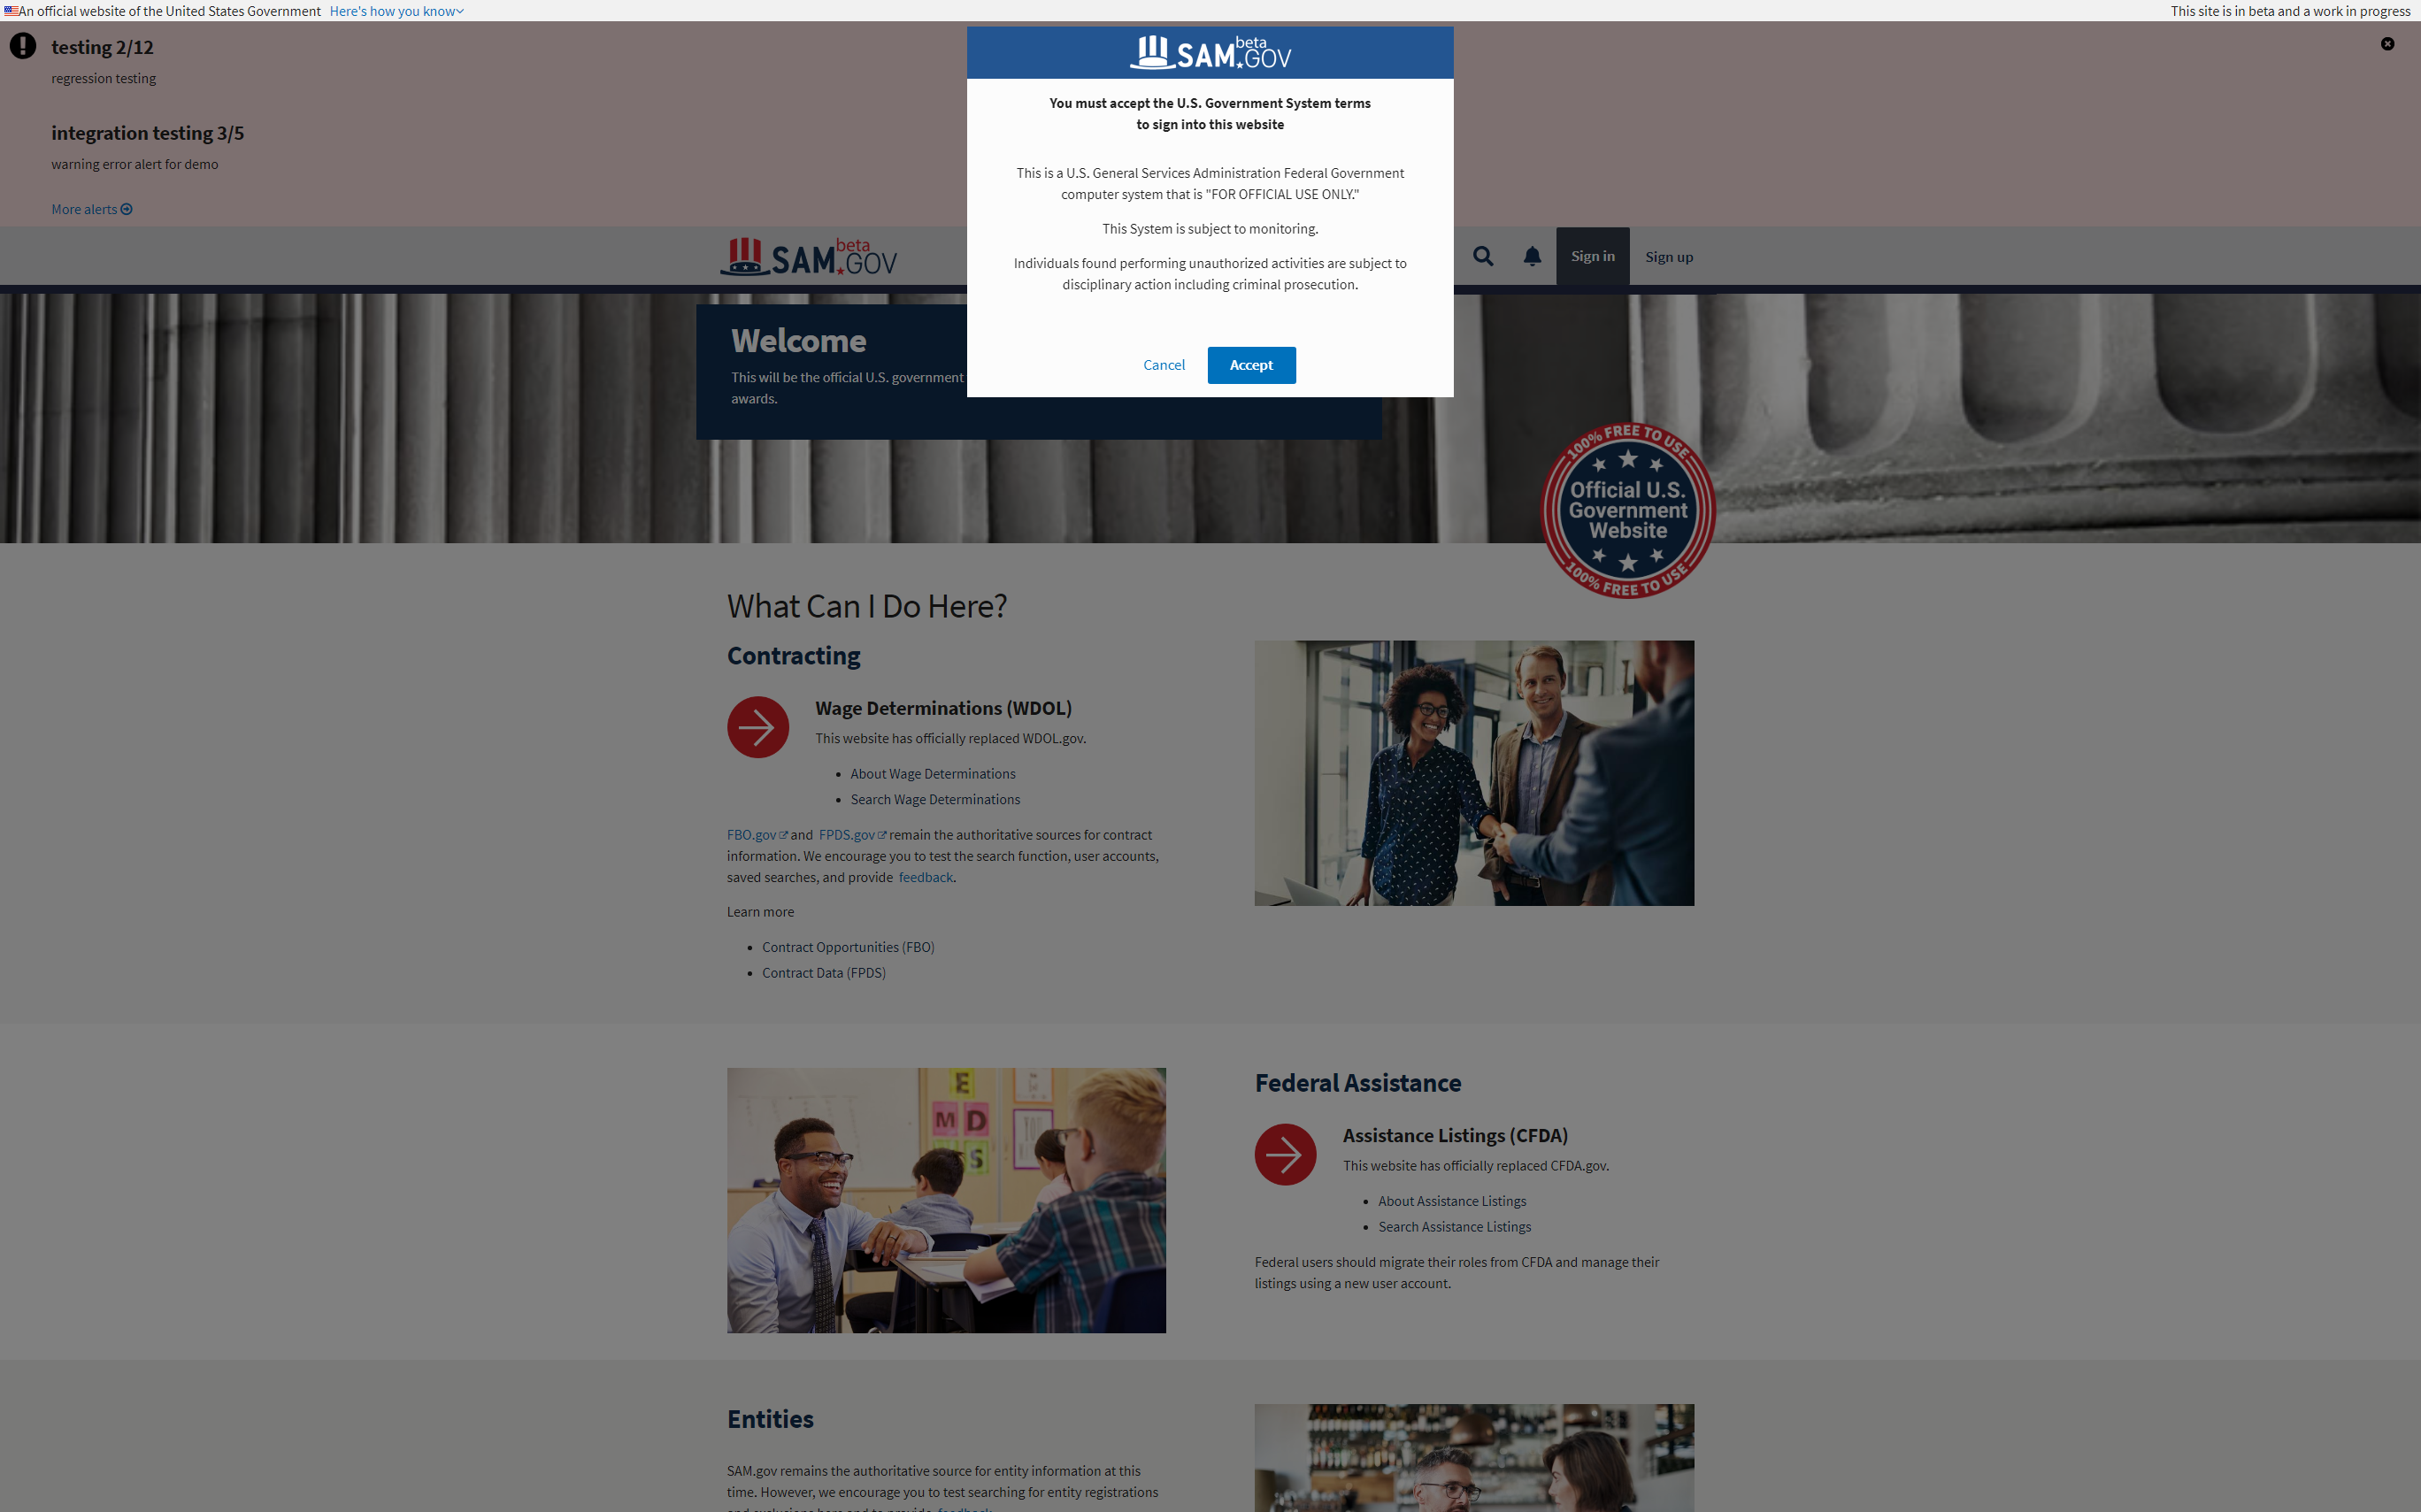 An official website of the United States Government Here's how you know
This site is in beta and a work in progress
testing 2/12
regression testing
integration testing 3/5
warning error alert for demo
More alerts
SAM.GOV beta
Sign in
Sign up
SAM.GOV beta
You must accept the U.S. Government System terms
to sign into this website
This is a U.S. General Services Administration Federal Government
computer system that is "FOR OFFICIAL USE ONLY."
This System is subject to monitoring.
Individuals found performing unauthorized activities are subject to
disciplinary action including criminal prosecution.
Cancel
Accept
Welcome
This will be the official U.S. government
awards.
100% FREE TO USE
Official U.S.
Government
Website
100% FREE TO USE
What Can I Do Here?
Contracting
Wage Determinations (WDOL)
This website has officially replaced WDOL.gov.
• About Wage Determinations
• Search Wage Determinations
FBO.gov and FPDS.gov remain the authoritative sources for contract
information. We encourage you to test the search function, user accounts,
saved searches, and provide feedback.
Learn more
• Contract Opportunities (FBO)
• Contract Data (FPDS)
E
M D
S
YOU
Federal Assistance
Assistance Listings (CFDA)
This website has officially replaced CFDA.gov.
• About Assistance Listings
• Search Assistance Listings
Federal users should migrate their roles from CFDA and manage their
listings using a new user account.
Entities
SAM.gov remains the authoritative source for entity information at this
time. However, we encourage you to test searching for entity registrations